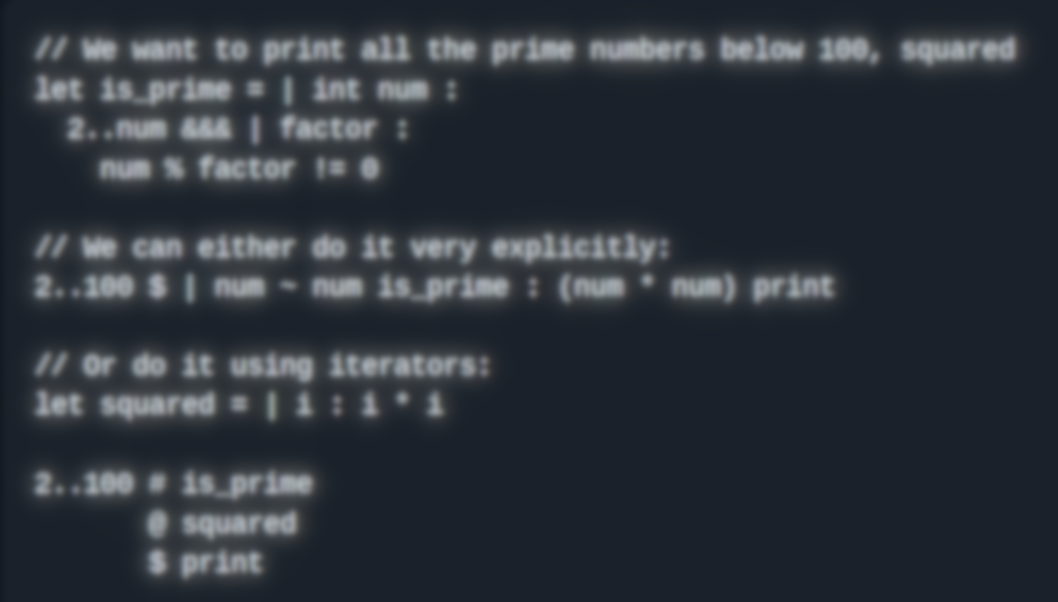 // We want to print all the prime numbers below 100, squared
let is_prime = | int num :
  2..num &&& | factor :
    num % factor != 0

// We can either do it very explicitly:
2..100 $ | num ~ num is_prime : (num * num) print

// Or do it using iterators:
let squared = | i : i * i

2..100 # is_prime
       @ squared
       $ print